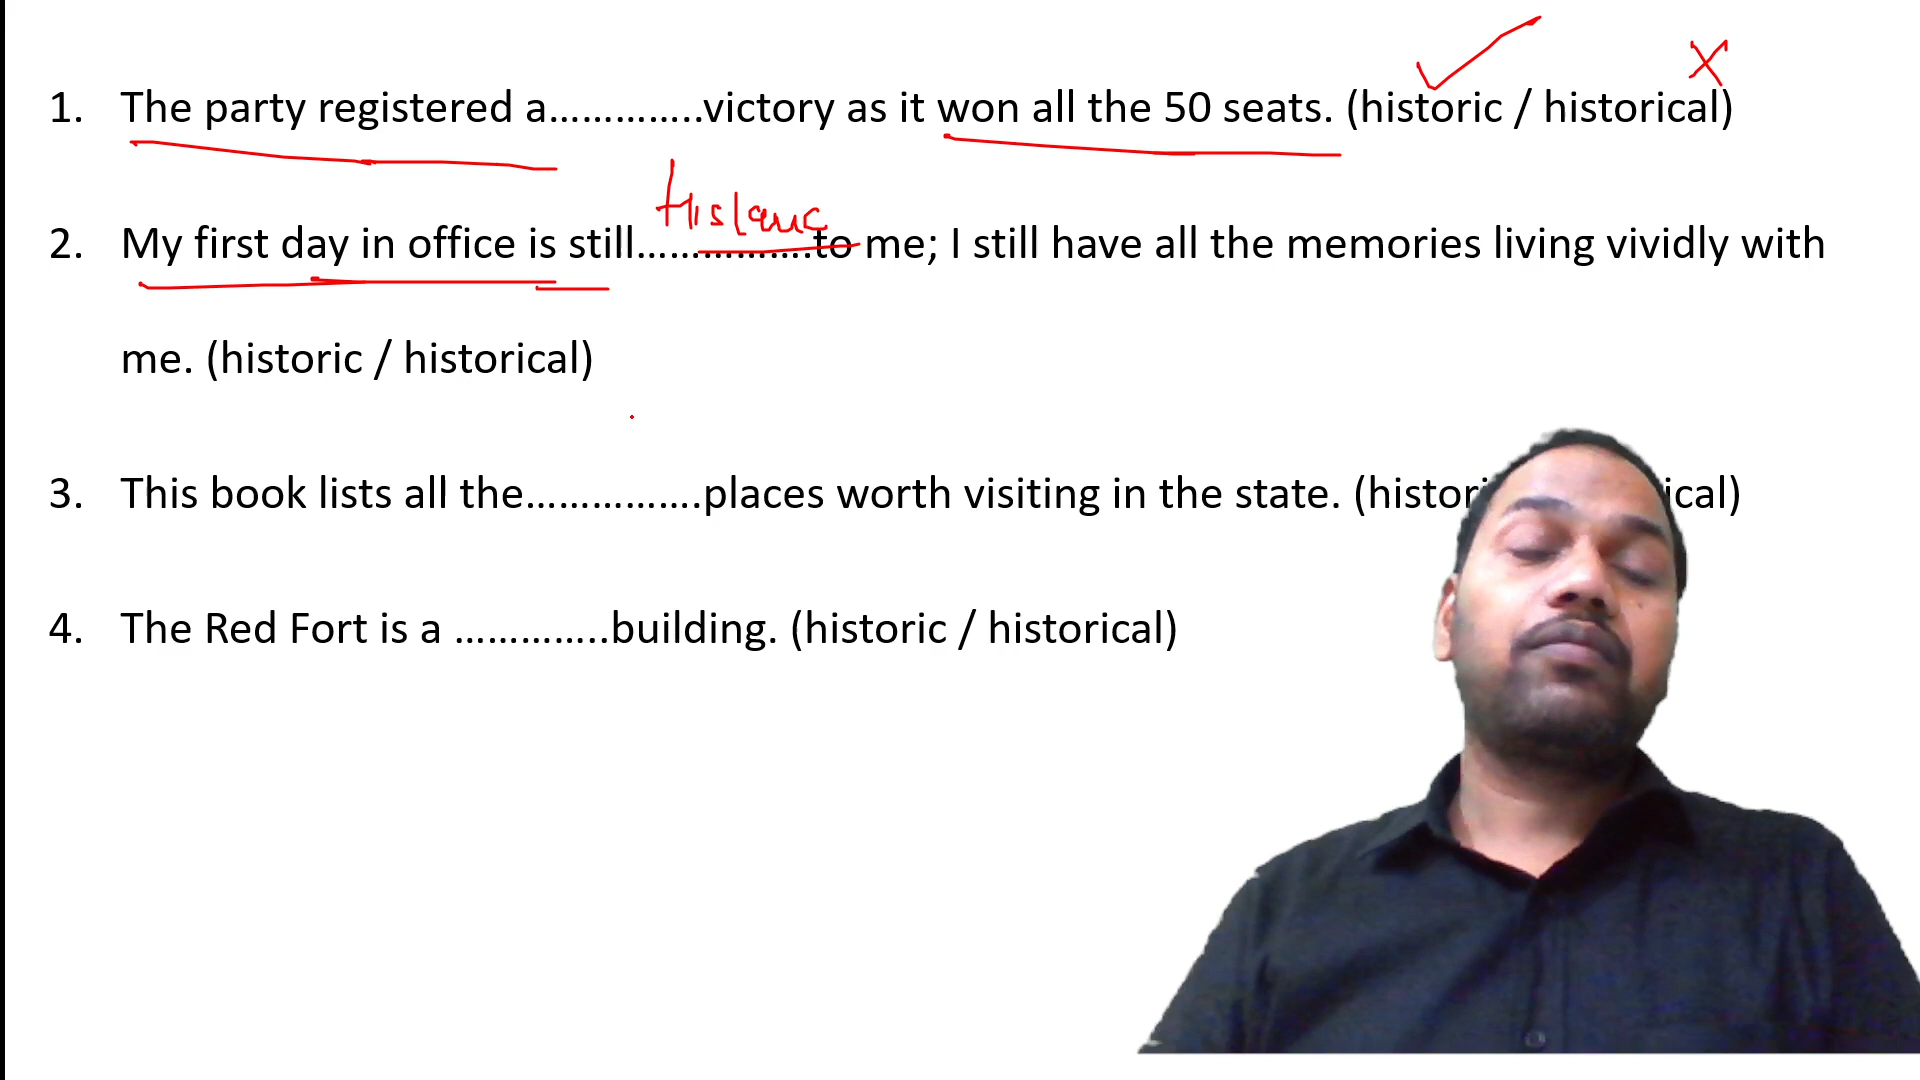 1. The party registered a…………..victory as it won all the 50 seats. (historic / historical)
Historic
2. My first day in office is still…………….to me; I still have all the memories living vividly with
me. (historic / historical)
3. This book lists all the…………….places worth visiting in the state. (histori ical)
4. The Red Fort is a …………..building. (historic / historical)